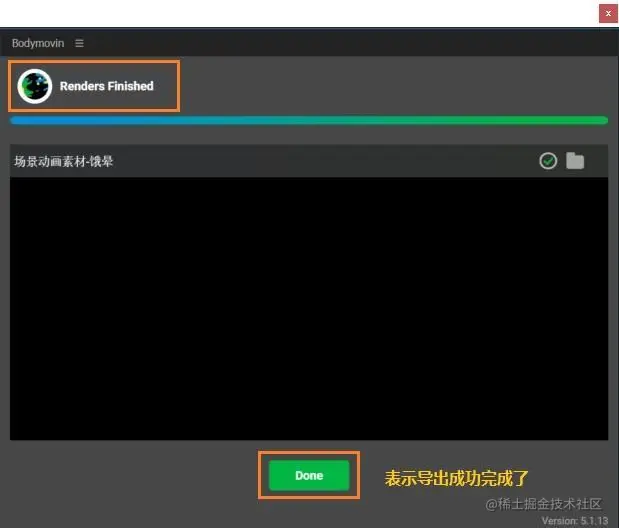 x
Bodymovin
Renders Finished
场景动画素材-饿晕
Done
表示导出成功完成了
@稀土掘金技术社区
Version: 5.1.13